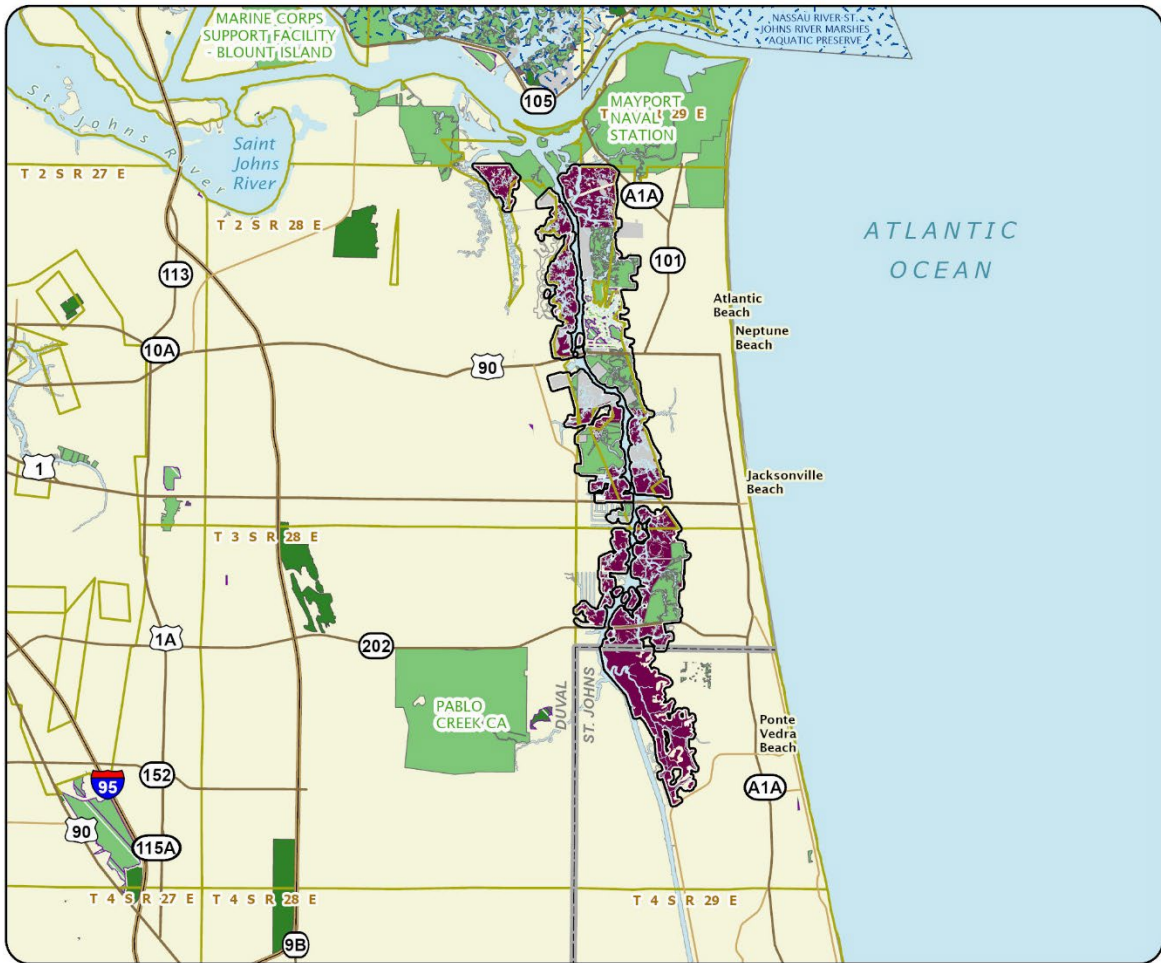 MARINE CORPS
SUPPORT FACILITY
- BLOUNT ISLAND
NASSAU RIVER-ST.
JOHNS RIVER MARSHES
AQUATIC PRESERVE
105
MAYPORT
NAVAL
STATION
St. Johns River
Saint
Johns
River
T 2 S R 27 E
A1A
T 2 S R 28 E
ATLANTIC
OCEAN
101
113
Atlantic
Beach
Neptune
Beach
10A
90
1
Jacksonville
Beach
T 3 S R 28 E
1A
202
PABLO
CREEK CA
DUVAL
ST. JOHNS
Ponte
Vedra
Beach
152
95
A1A
90
115A
T 4 S R 27 E
T 4 S R 28 E
T 4 S R 29 E
9B